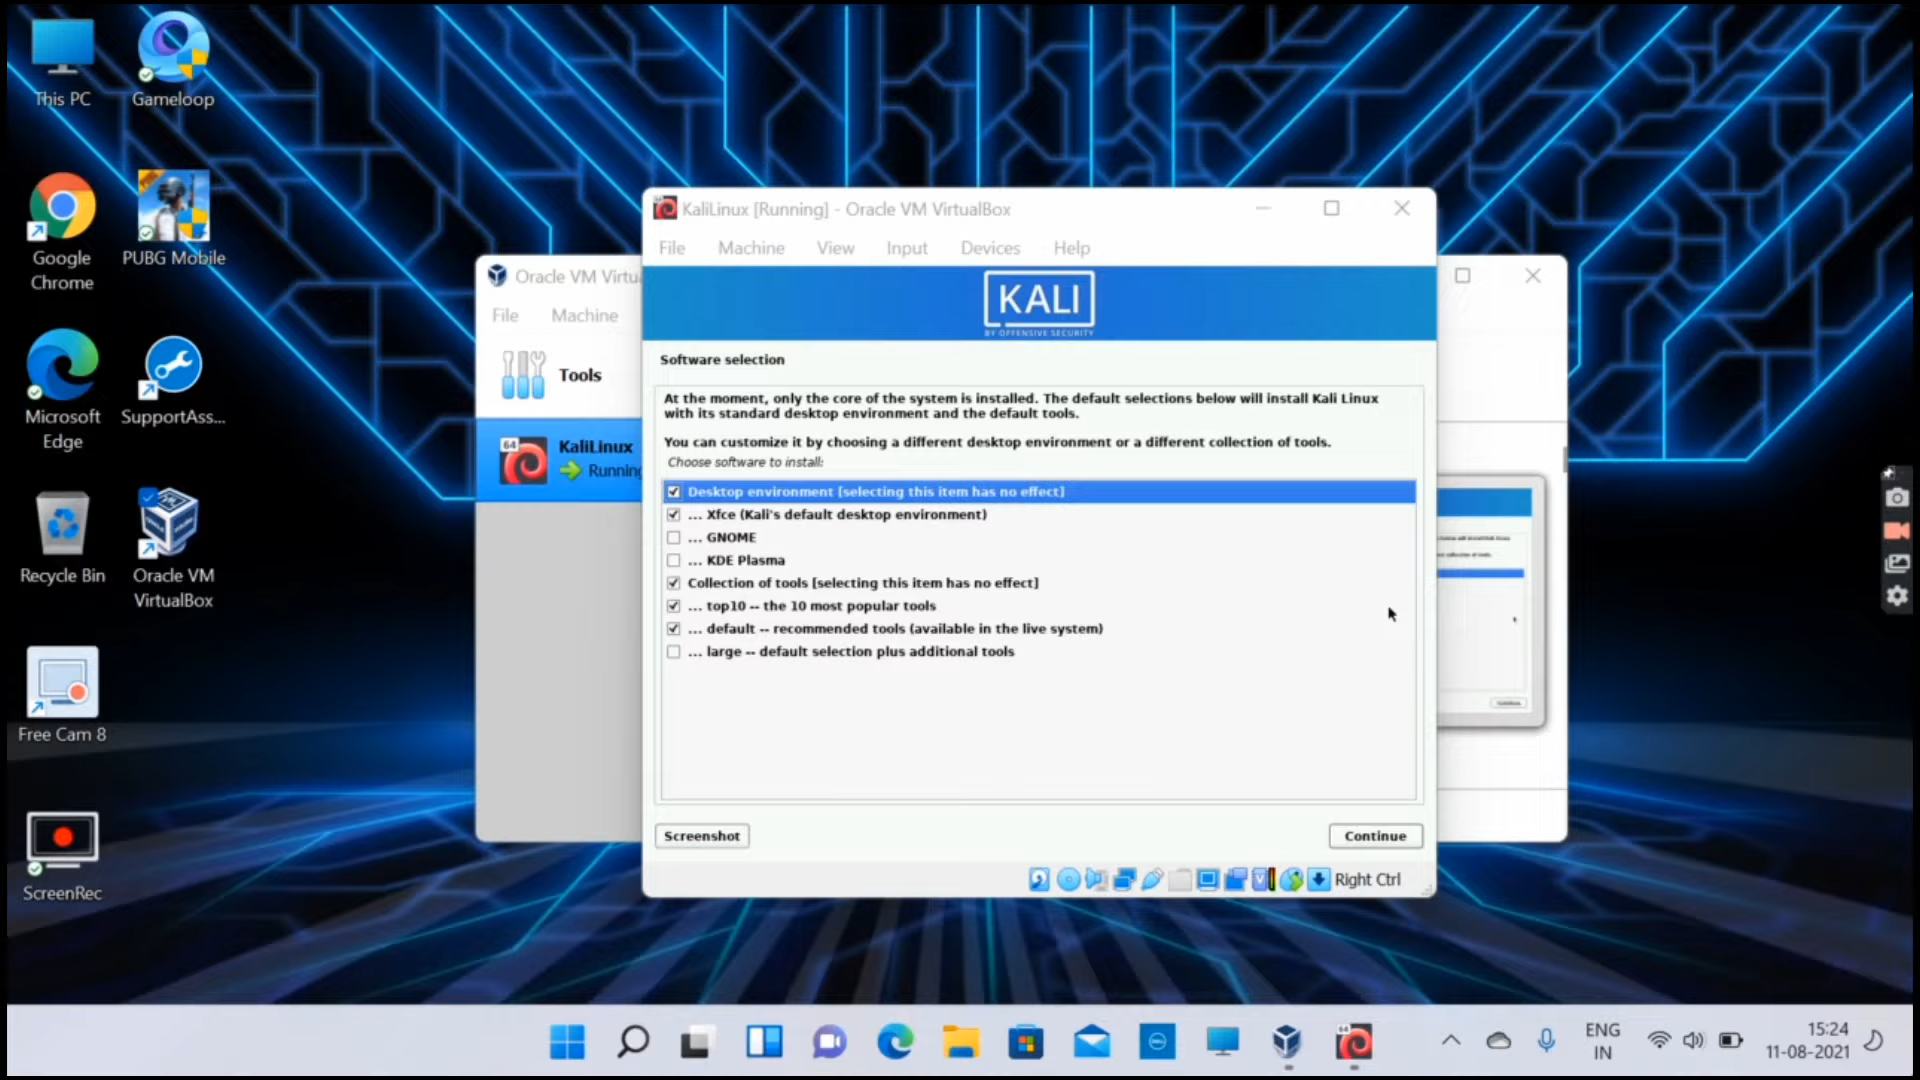 This PC
Gameloop
Google
Chrome
PUBG Mobile
Microsoft
Edge
SupportAss...
Recycle Bin
Oracle VM
VirtualBox
Free Cam 8
ScreenRec
Oracle VM
File Machine
Tools
64
KaliLinux
Running
KaliLinux [Running] - Oracle VM VirtualBox
File Machine View Input Devices Help
KALI
BY OFFENSIVE SECURITY
Software selection
At the moment, only the core of the system is installed. The default selections below will install Kali Linux
with its standard desktop environment and the default tools.
You can customize it by choosing a different desktop environment or a different collection of tools.
Choose software to install:
Desktop environment [selecting this item has no effect]
... Xfce (Kali's default desktop environment)
... GNOME
... KDE Plasma
Collection of tools [selecting this item has no effect]
... top10 -- the 10 most popular tools
... default -- recommended tools (available in the live system)
... large -- default selection plus additional tools
Screenshot
Continue
Right Ctrl
ENG
IN
15:24
11-08-2021